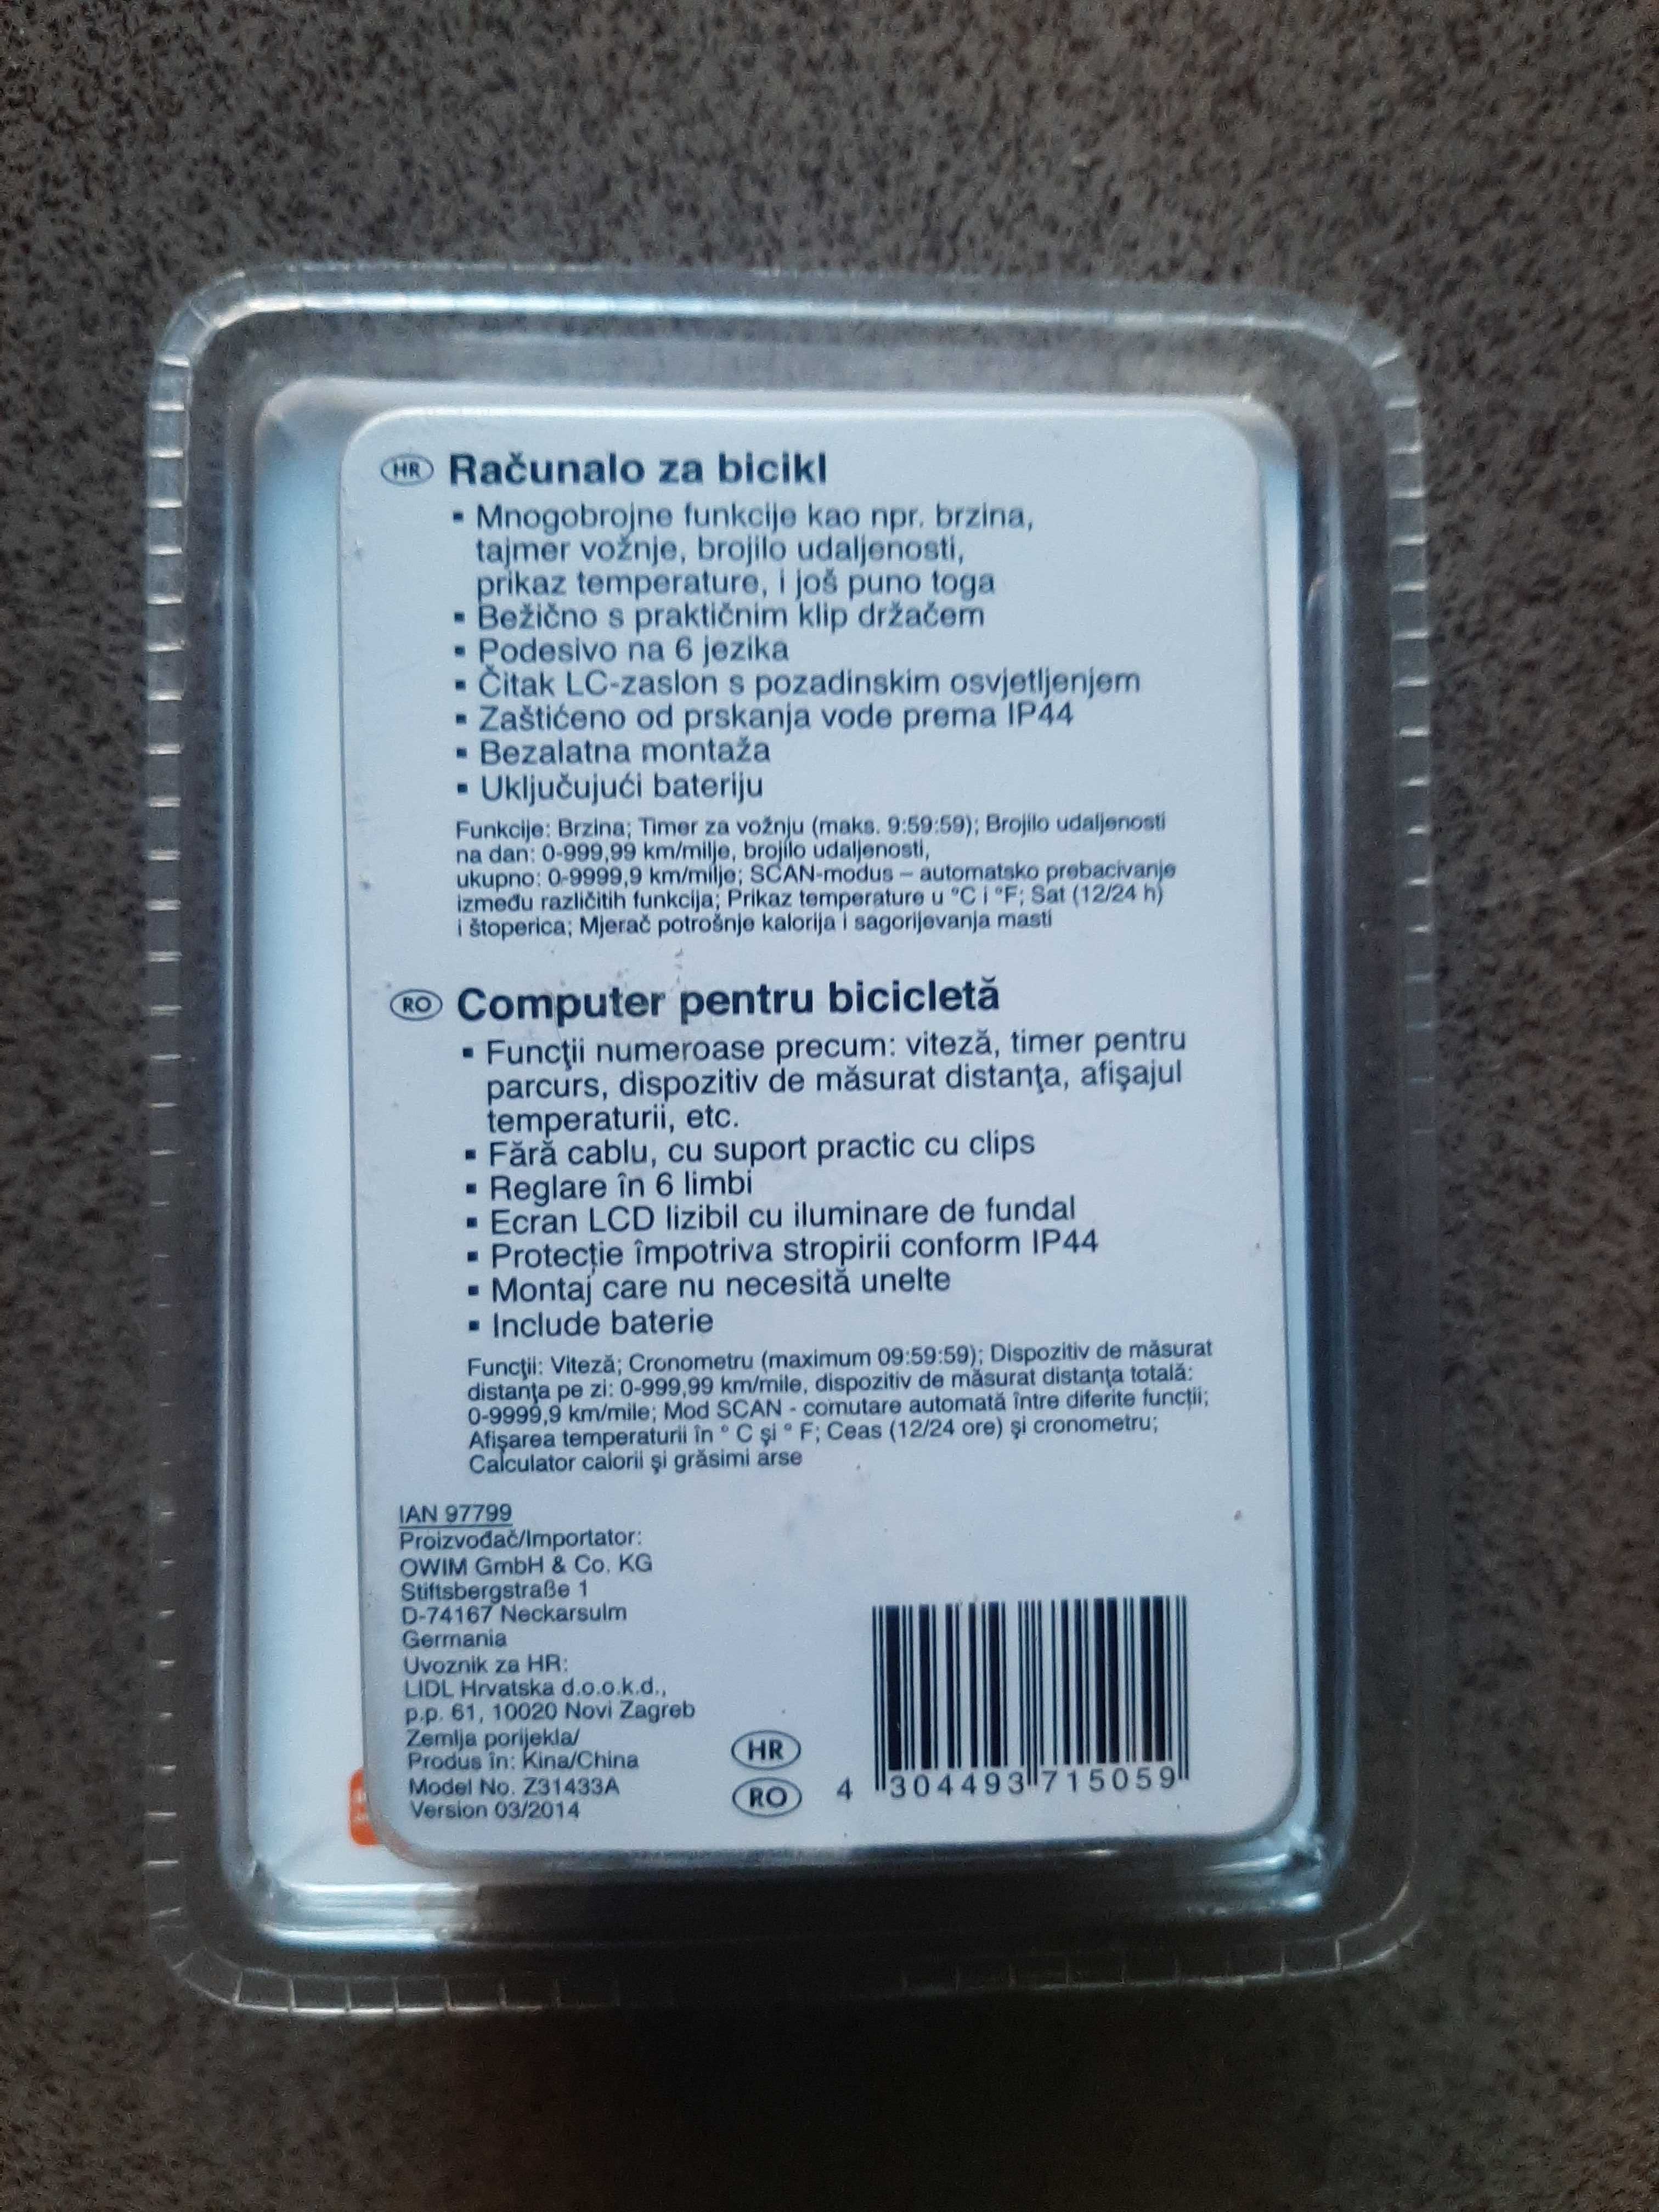 HR Računalo za bicikl
▪ Mnogobrojne funkcije kao npr. brzina,
tajmer vožnje, brojilo udaljenosti,
prikaz temperature, i još puno toga
▪ Bežično s praktičnim klip držačem
▪ Podesivo na 6 jezika
▪ Čitak LC-zaslon s pozadinskim osvjetljenjem
▪ Zaštićeno od prskanja vode prema IP44
▪ Bezalatna montaža
▪ Uključujući bateriju
Funkcije: Brzina; Timer za vožnju (maks. 9:59:59); Brojilo udaljenosti
na dan: 0-999,99 km/milje, brojilo udaljenosti,
ukupno: 0-9999,9 km/milje; SCAN-modus – automatsko prebacivanje
između različitih funkcija; Prikaz temperature u °C i °F; Sat (12/24 h)
i štoperica; Mjerač potrošnje kalorija i sagorijevanja masti
RO Computer pentru bicicletă
▪ Funcţii numeroase precum: viteză, timer pentru
parcurs, dispozitiv de măsurat distanţa, afişajul
temperaturii, etc.
▪ Fără cablu, cu suport practic cu clips
▪ Reglare în 6 limbi
▪ Ecran LCD lizibil cu iluminare de fundal
▪ Protecţie împotriva stropirii conform IP44
▪ Montaj care nu necesită unelte
▪ Include baterie
Funcţii: Viteză; Cronometru (maximum 09:59:59); Dispozitiv de măsurat
distanţa pe zi: 0-999,99 km/mile, dispozitiv de măsurat distanţa totală:
0-9999,9 km/mile; Mod SCAN - comutare automată între diferite funcţii;
Afişarea temperaturii în ° C şi ° F; Ceas (12/24 ore) şi cronometru;
Calculator calorii şi grăsimi arse
IAN 97799
Proizvođač/Importator:
OWIM GmbH & Co. KG
Stiftsbergstraße 1
D-74167 Neckarsulm
Germania
Uvoznik za HR:
LIDL Hrvatska d.o.o.k.d.,
p.p. 61, 10020 Novi Zagreb
Zemlja porijekla/
Produs în: Kina/China
Model No. Z31433A
Version 03/2014
HR
RO
4 304493 715059